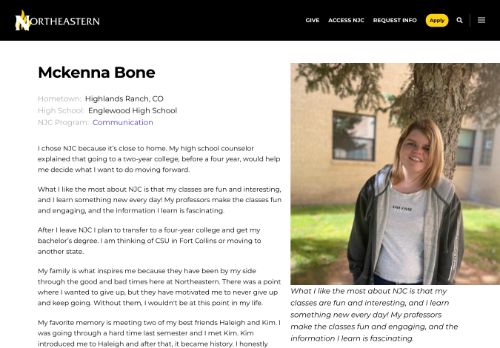 NORTHEASTERN
GIVE ACCESS NJC REQUEST INFO Apply
Mckenna Bone
Hometown: Highlands Ranch, CO
High School: Englewood High School
NJC Program: Communication
I chose NJC because it's close to home. My high school counselor
explained that going to a two-year college, before a four year, would help
me decide what I want to do moving forward.
What I like the most about NJC is that my classes are fun and interesting,
and I learn something new every day! My professors make the classes fun
and engaging, and the information I learn is fascinating.
After I leave NJC I plan to transfer to a four-year college and get my
bachelor's degree. I am thinking of CSU in Fort Collins or moving to
another state.
My family is what inspires me because they have been by my side
through the good and bad times here at Northeastern. There was a point
where I wanted to give up, but they have motivated me to never give up
and keep going. Without them, I wouldn't be at this point in my life.
My favorite memory is meeting two of my best friends Haleigh and Kim. I
was going through a hard time last semester and I met Kim. Kim
introduced me to Haleigh and after that, it became history. I honestly
What I like the most about NJC is that my
classes are fun and interesting, and I learn
something new every day! My professors
make the classes fun and engaging, and the
information I learn is fascinating.